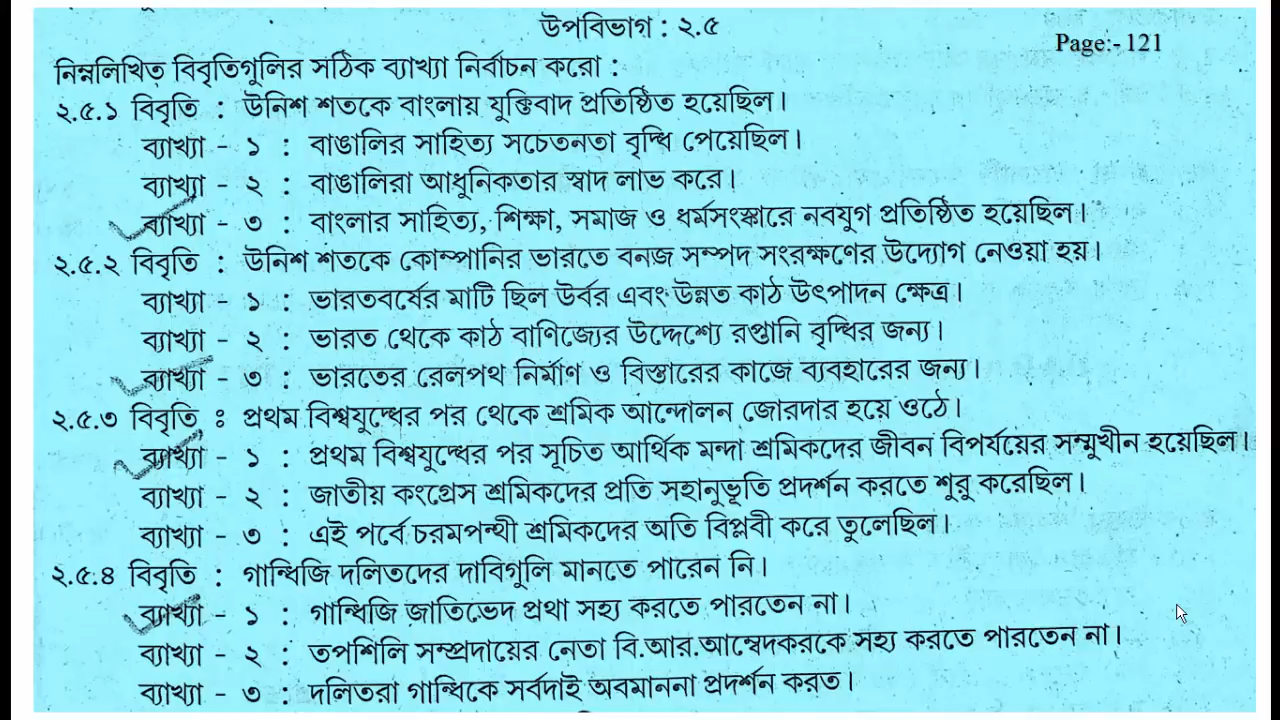 উপবিভাগ : ২.৫
Page:- 121
নিম্নলিখিত বিবৃতিগুলির সঠিক ব্যাখ্যা নির্বাচন করো :
২.৫.১ বিবৃতি : উনিশ শতকে বাংলায় যুক্তিবাদ প্রতিষ্ঠিত হয়েছিল।
ব্যাখ্যা - ১ : বাঙালির সাহিত্য সচেতনতা বৃদ্ধি পেয়েছিল।
ব্যাখ্যা - ২ : বাঙালিরা আধুনিকতার স্বাদ লাভ করে।
ব্যাখ্যা - ৩ : বাংলার সাহিত্য, শিক্ষা, সমাজ ও ধর্মসংস্কারে নবযুগ প্রতিষ্ঠিত হয়েছিল।
২.৫.২ বিবৃতি : উনিশ শতকে কোম্পানির ভারতে বনজ সম্পদ সংরক্ষণের উদ্যোগ নেওয়া হয়।
ব্যাখ্যা - ১ : ভারতবর্ষের মাটি ছিল উর্বর এবং উন্নত কাঠ উৎপাদন ক্ষেত্র।
ব্যাখ্যা - ২ : ভারত থেকে কাঠ বাণিজ্যের উদ্দেশ্যে রপ্তানি বৃদ্ধির জন্য।
ব্যাখ্যা - ৩ : ভারতের রেলপথ নির্মাণ ও বিস্তারের কাজে ব্যবহারের জন্য।
২.৫.৩ বিবৃতি ঃ প্রথম বিশ্বযুদ্ধের পর থেকে শ্রমিক আন্দোলন জোরদার হয়ে ওঠে।
ব্যাখ্যা - ১ : প্রথম বিশ্বযুদ্ধের পর সূচিত আর্থিক মন্দা শ্রমিকদের জীবন বিপর্যয়ের সম্মুখীন হয়েছিল।
ব্যাখ্যা - ২ : জাতীয় কংগ্রেস শ্রমিকদের প্রতি সহানুভূতি প্রদর্শন করতে শুরু করেছিল।
ব্যাখ্যা - ৩ : এই পর্বে চরমপন্থী শ্রমিকদের অতি বিপ্লবী করে তুলেছিল।
২.৫.৪ বিবৃতি : গান্ধিজি দলিতদের দাবিগুলি মানতে পারেন নি।
ব্যাখ্যা - ১ : গান্ধিজি জাতিভেদ প্রথা সহ্য করতে পারতেন না।
ব্যাখ্যা - ২ : তপশিলি সম্প্রদায়ের নেতা বি.আর.আম্বেদকরকে সহ্য করতে পারতেন না।
ব্যাখ্যা - ৩ : দলিতরা গান্ধিকে সর্বদাই অবমাননা প্রদর্শন করত।